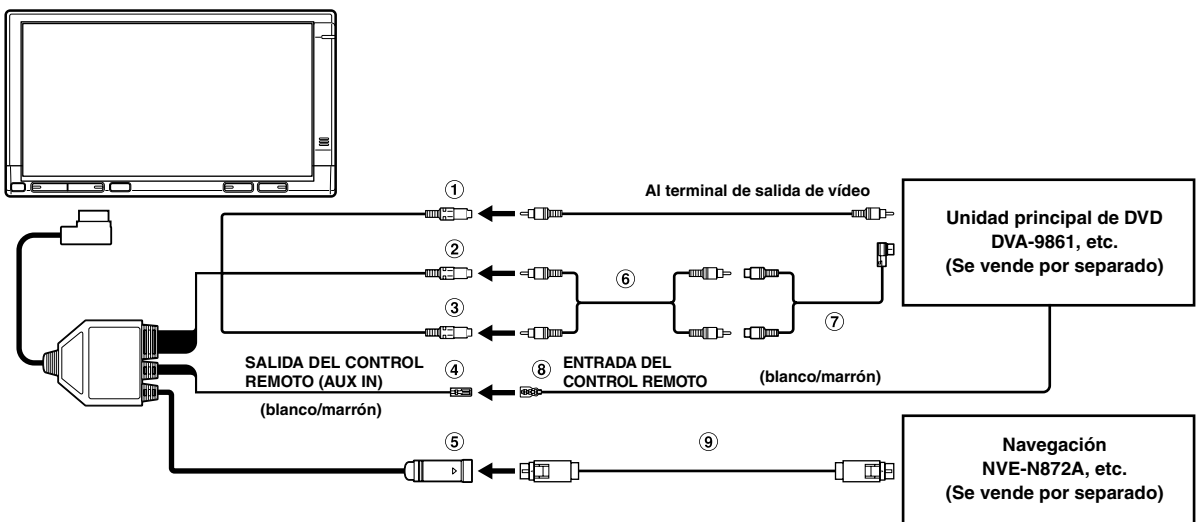 ①
Al terminal de salida de vídeo
Unidad principal de DVD
DVA-9861, etc.
(Se vende por separado)
②
⑥
③
⑦
SALIDA DEL CONTROL
REMOTO (AUX IN)
(blanco/marrón)
④
⑧
ENTRADA DEL
CONTROL REMOTO
(blanco/marrón)
⑤
⑨
Navegación
NVE-N872A, etc.
(Se vende por separado)